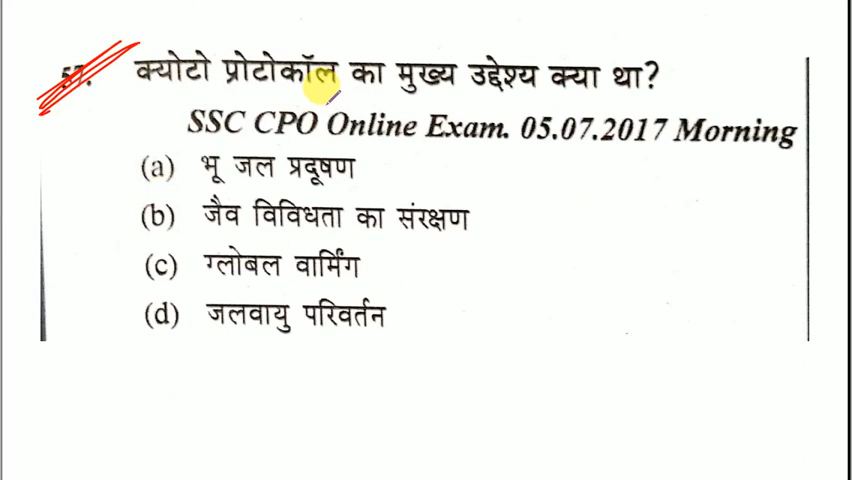 57. क्योटो प्रोटोकॉल का मुख्य उद्देश्य क्या था?
SSC CPO Online Exam. 05.07.2017 Morning
(a) भू जल प्रदूषण
(b) जैव विविधता का संरक्षण
(c) ग्लोबल वार्मिंग
(d) जलवायु परिवर्तन